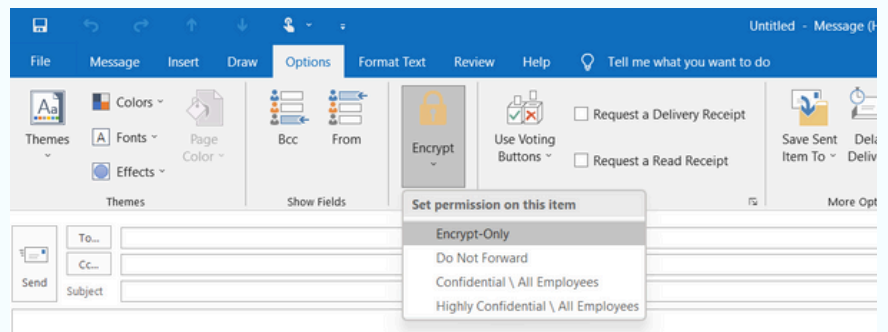 Untitled - Message (H
File Message Insert Draw Options Format Text Review Help Tell me what you want to do
Aa
Themes
Colors
A Fonts
Effects
Page
Color
Themes
Bcc
From
Show Fields
Encrypt
Use Voting
Buttons
Request a Delivery Receipt
Request a Read Receipt
Save Sent
Item To
Dela
Deliv
More Opt
Set permission on this item
Encrypt-Only
Do Not Forward
Confidential \ All Employees
Highly Confidential \ All Employees
Send
To...
Cc...
Subject